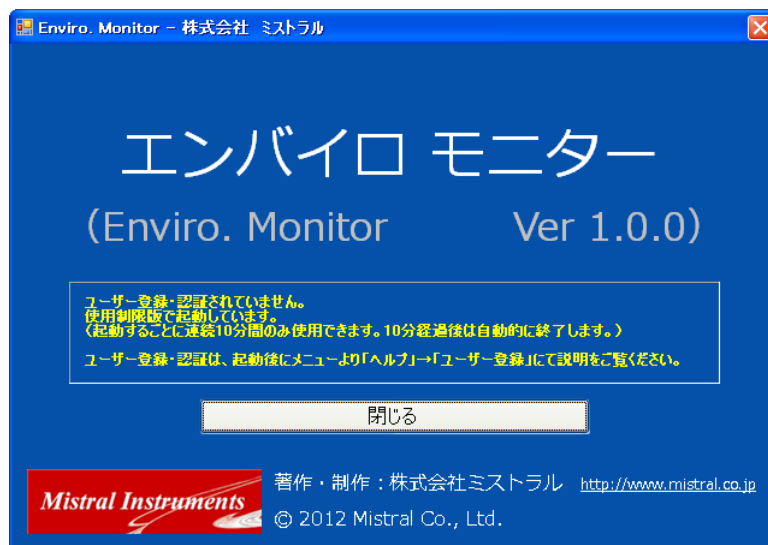 Enviro. Monitor − 株式会社 ミストラル
エンバイロ モニター
(Enviro. Monitor Ver 1.0.0)
ユーザー登録・認証されていません。
使用制限版で起動しています。
(起動するごとに連続10分間のみ使用できます。10分経過後は自動的に終了します。)
ユーザー登録・認証は、起動後にメニューより「ヘルプ」→「ユーザー登録」にて説明をご覧ください。
閉じる
Mistral Instruments
著作・制作：株式会社ミストラル http://www.mistral.co.jp
© 2012 Mistral Co., Ltd.